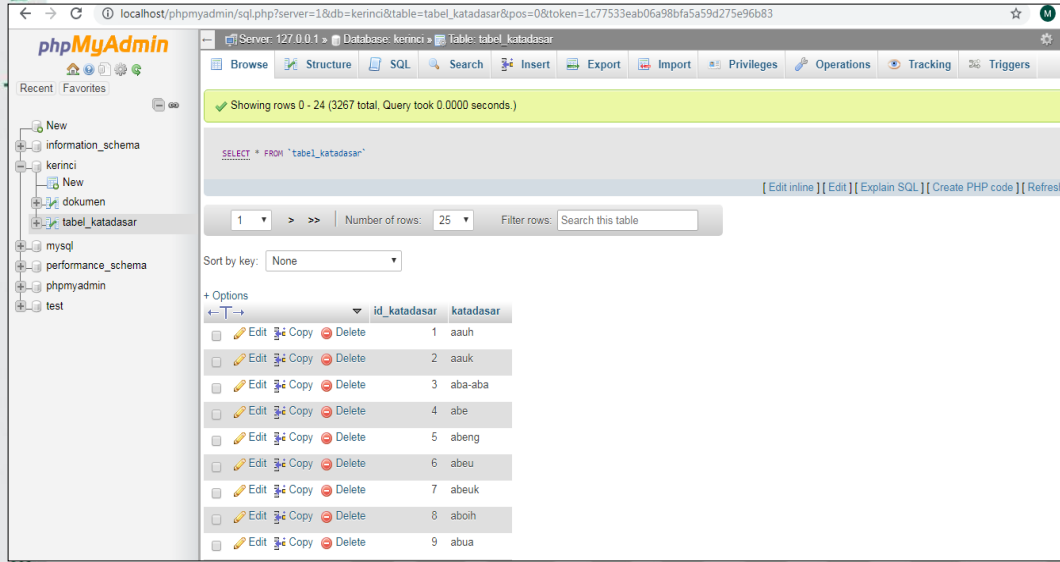 localhost/phpmyadmin/sql.php?server=1&db=kerinci&table=tabel_katadasar&pos=0&token=1c77533eab06a98bfa5a59d275e96b83
M
phpMyAdmin
Recent Favorites
New
information_schema
kerinci
New
dokumen
tabel_katadasar
mysql
performance_schema
phpmyadmin
test
Server: 127.0.0.1 » Database: kerinci » Table: tabel_katadasar
Browse Structure SQL Search Insert Export Import Privileges Operations Tracking Triggers
Showing rows 0 - 24 (3267 total, Query took 0.0000 seconds.)
SELECT * FROM `tabel_katadasar`
[ Edit inline ] [ Edit ] [ Explain SQL ] [ Create PHP code ] [ Refresh
1 > >> Number of rows: 25 Filter rows: Search this table
Sort by key: None
+ Options
←T→ id_katadasar katadasar
Edit Copy Delete 1 aauh
Edit Copy Delete 2 aauk
Edit Copy Delete 3 aba-aba
Edit Copy Delete 4 abe
Edit Copy Delete 5 abeng
Edit Copy Delete 6 abeu
Edit Copy Delete 7 abeuk
Edit Copy Delete 8 aboih
Edit Copy Delete 9 abua